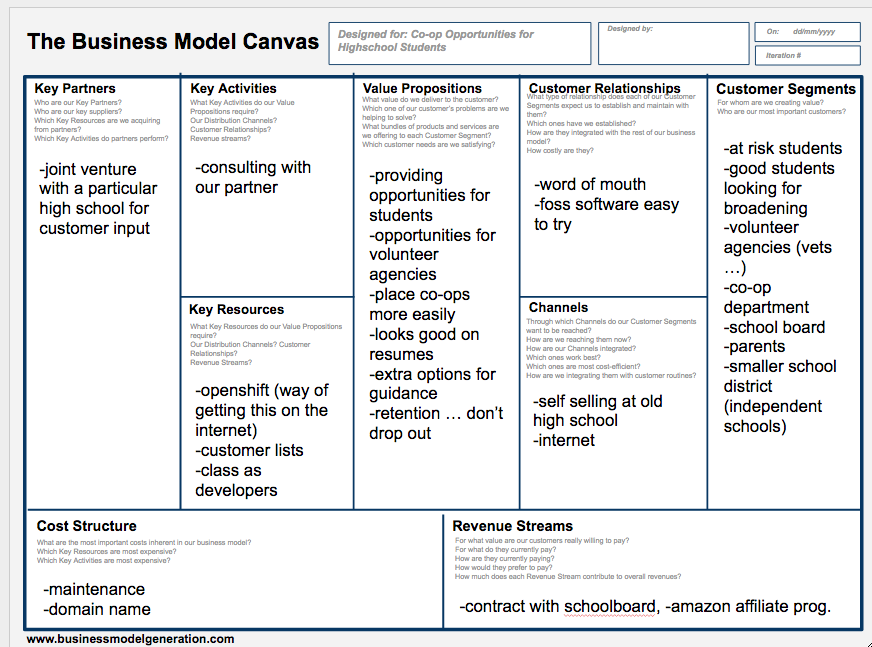 The Business Model Canvas
Designed for: Co-op Opportunities for
Highschool Students
Designed by:
On: dd/mm/yyyy
Iteration #
Key Partners
Who are our Key Partners?
Who are our key suppliers?
Which Key Resources are we acquiring
from partners?
Which Key Activities do partners perform?
-joint venture
with a particular
high school for
customer input
Key Activities
What Key Activities do our Value
Propositions require?
Our Distribution Channels?
Customer Relationships?
Revenue streams?
-consulting with
our partner
Key Resources
What Key Resources do our Value Propositions
require?
Our Distribution Channels? Customer
Relationships?
Revenue Streams?
-openshift (way of
getting this on the
internet)
-customer lists
-class as
developers
Value Propositions
What value do we deliver to the customer?
Which one of our customer's problems are we
helping to solve?
What bundles of products and services are
we offering to each Customer Segment?
Which customer needs are we satisfying?
-providing
opportunities for
students
-opportunities for
volunteer
agencies
-place co-ops
more easily
-looks good on
resumes
-extra options for
guidance
-retention … don't
drop out
Customer Relationships
What type of relationship does each of our Customer
Segments expect us to establish and maintain with
them?
Which ones have we established?
How are they integrated with the rest of our business
model?
How costly are they?
-word of mouth
-foss software easy
to try
Channels
Through which Channels do our Customer Segments
want to be reached?
How are we reaching them now?
How are our Channels integrated?
Which ones work best?
Which ones are most cost-efficient?
How are we integrating them with customer routines?
-self selling at old
high school
-internet
Customer Segments
For whom are we creating value?
Who are our most important customers?
-at risk students
-good students
looking for
broadening
-volunteer
agencies (vets
…)
-co-op
department
-school board
-parents
-smaller school
district
(independent
schools)
Cost Structure
What are the most important costs inherent in our business model?
Which Key Resources are most expensive?
Which Key Activities are most expensive?
-maintenance
-domain name
Revenue Streams
For what value are our customers really willing to pay?
For what do they currently pay?
How are they currently paying?
How would they prefer to pay?
How much does each Revenue Stream contribute to overall revenues?
-contract with schoolboard, -amazon affiliate prog.
www.businessmodelgeneration.com